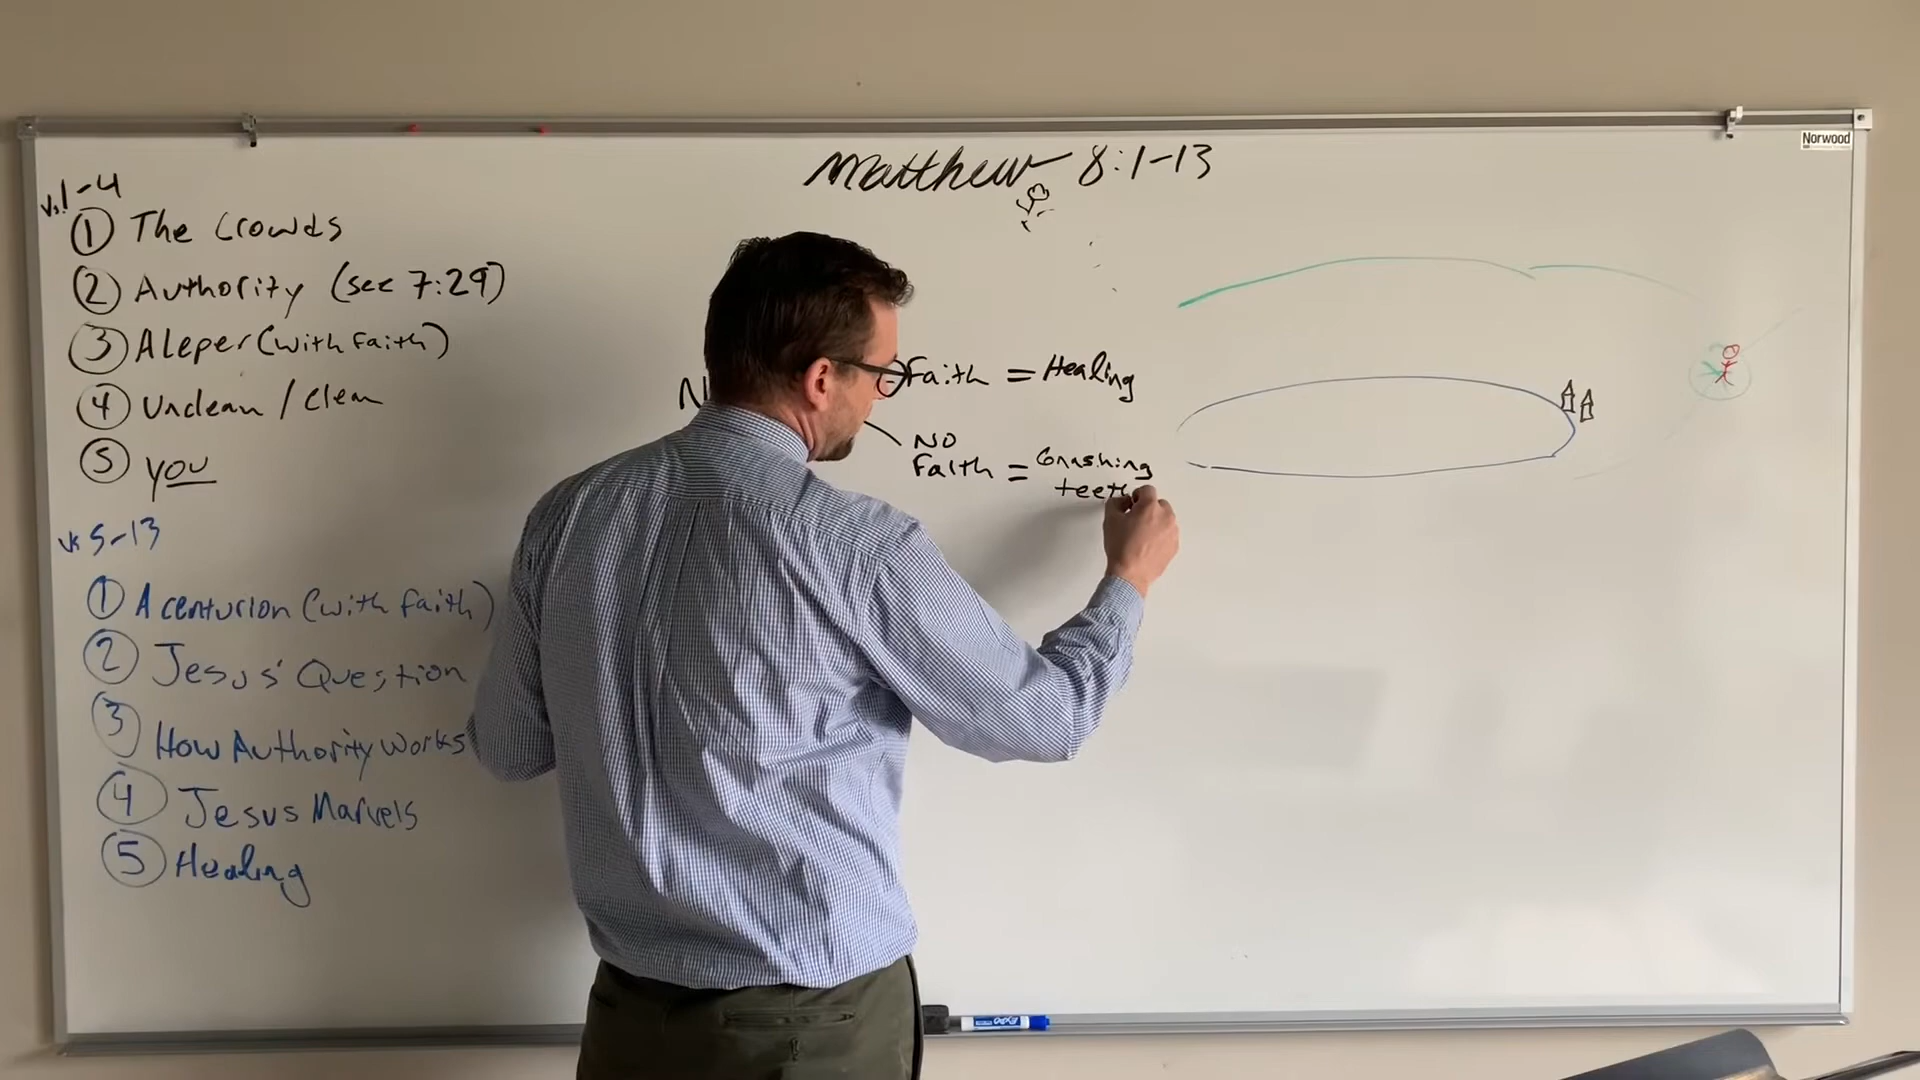 Matthew 8:1-13
Norwood
vs. 1-4
① The Crowds
② Authority (see 7:29)
③ A leper (with faith)
④ Unclean / Clean
⑤ you
vs 5-13
① A centurion (with faith)
② Jesus' Question
③ How Authority Works
④ Jesus Marvels
⑤ Healing
Faith = Healing
NO
Faith = Gnashing
teeth
EXPO